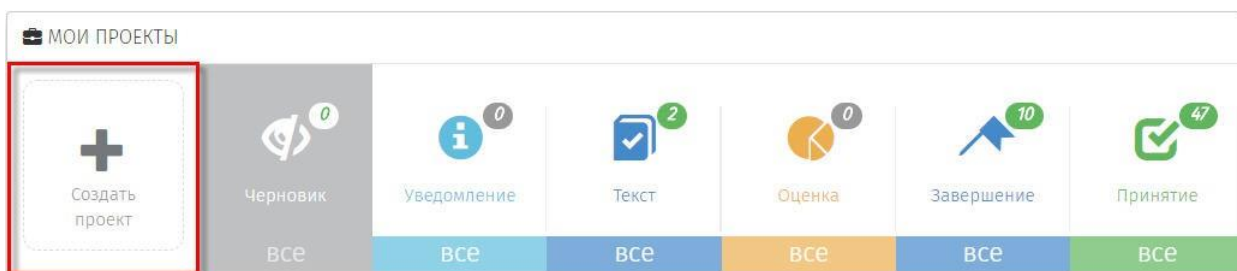 МОИ ПРОЕКТЫ
0 0 2 0 10 47
Создать проект
Черновик Уведомление Текст Оценка Завершение Принятие
все все все все все все